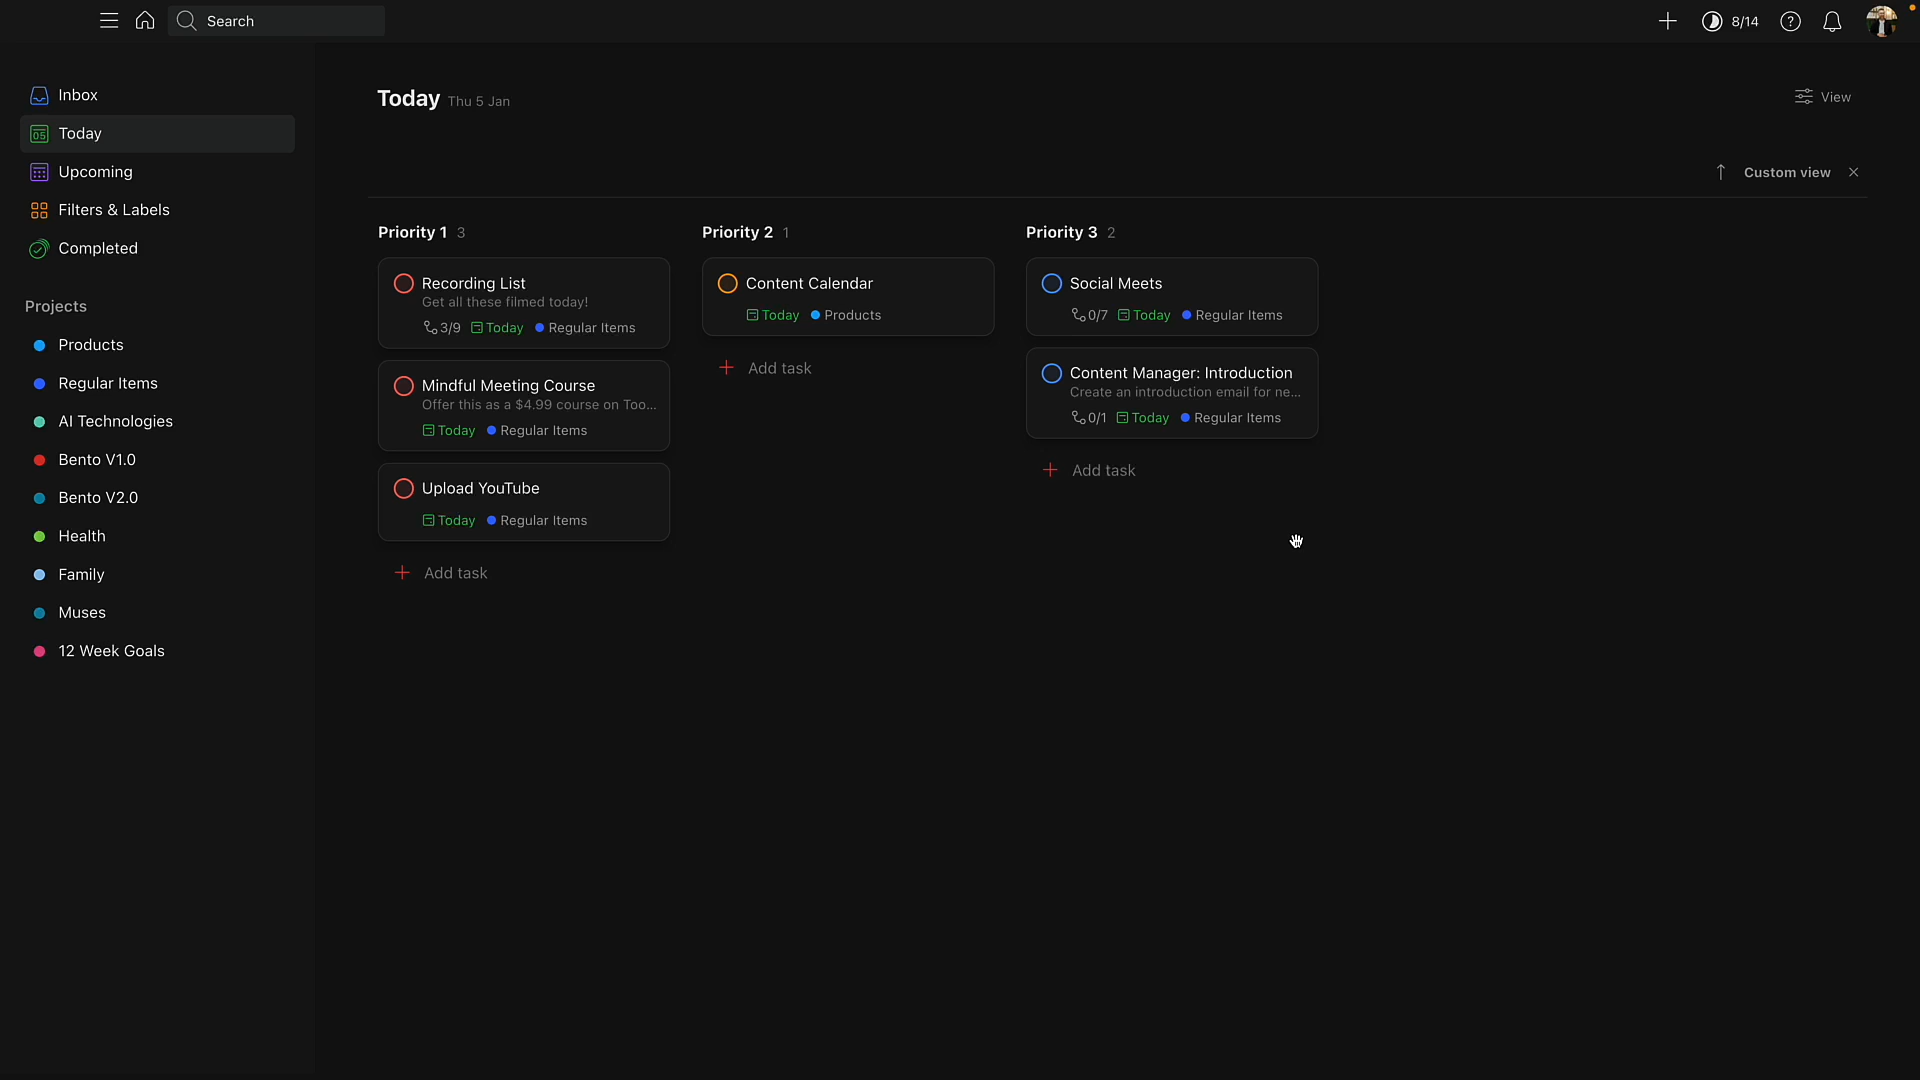 Search
8/14
Inbox
05
Today
Upcoming
Filters & Labels
Completed
Projects
Products
Regular Items
AI Technologies
Bento V1.0
Bento V2.0
Health
Family
Muses
12 Week Goals
Today Thu 5 Jan
View
Custom view
Priority 1 3
Recording List
Get all these filmed today!
3/9 Today Regular Items
Mindful Meeting Course
Offer this as a $4.99 course on Too...
Today Regular Items
Upload YouTube
Today Regular Items
Add task
Priority 2 1
Content Calendar
Today Products
Add task
Priority 3 2
Social Meets
0/7 Today Regular Items
Content Manager: Introduction
Create an introduction email for ne...
0/1 Today Regular Items
Add task